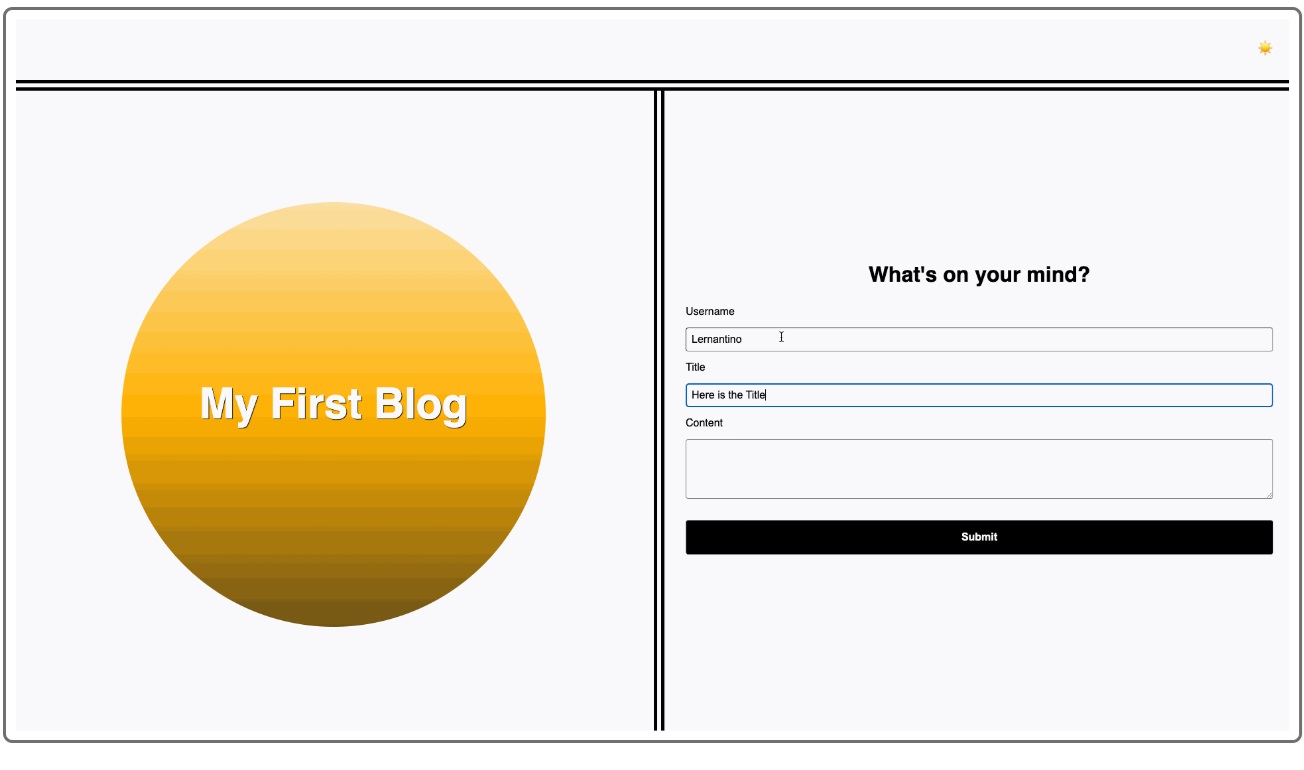 My First Blog
What's on your mind?
Username
Lernantino
Title
Here is the Title
Content
Submit